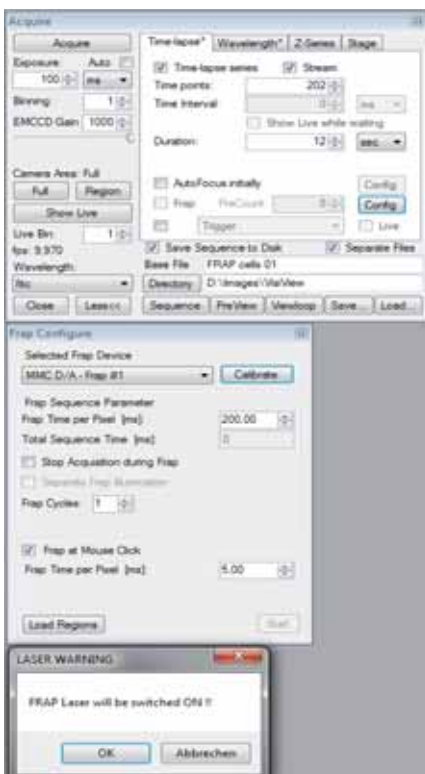 Acquire
Acquire
Exposure: Auto
100 ms
Binning: 1
EMCCD Gain 1000
Camera Area: Full
Full Region
Show Live
Live Bin: 1
fps: 9.970
Wavelength:
fitc
Close Less<<
Time-lapse* Wavelength* Z-Series Stage
Time-lapse series Stream
Time points: 202
Time Interval: 0 ms
Show Live while waiting
Duration: 12 sec
AutoFocus initially Config
Frap PreCount 5 Config
Trigger Live
Save Sequence to Disk Separate Files
Base File FRAP cells 01
Directory D:\Images\VisiView
Sequence PreView Viewloop Save... Load...
Frap Configure
Selected Frap Device
MMC D/A - Frap #1 Calibrate
Frap Sequence Parameter
Frap Time per Pixel [ms]: 200.00
Total Sequence Time [ms]: 0
Stop Acquisition during Frap
Separate Frap Illumination
Frap Cycles: 1
Frap at Mouse Click
Frap Time per Pixel [ms]: 5.00
Load Regions Start
LASER WARNING
FRAP Laser will be switched ON !!
OK Abbrechen